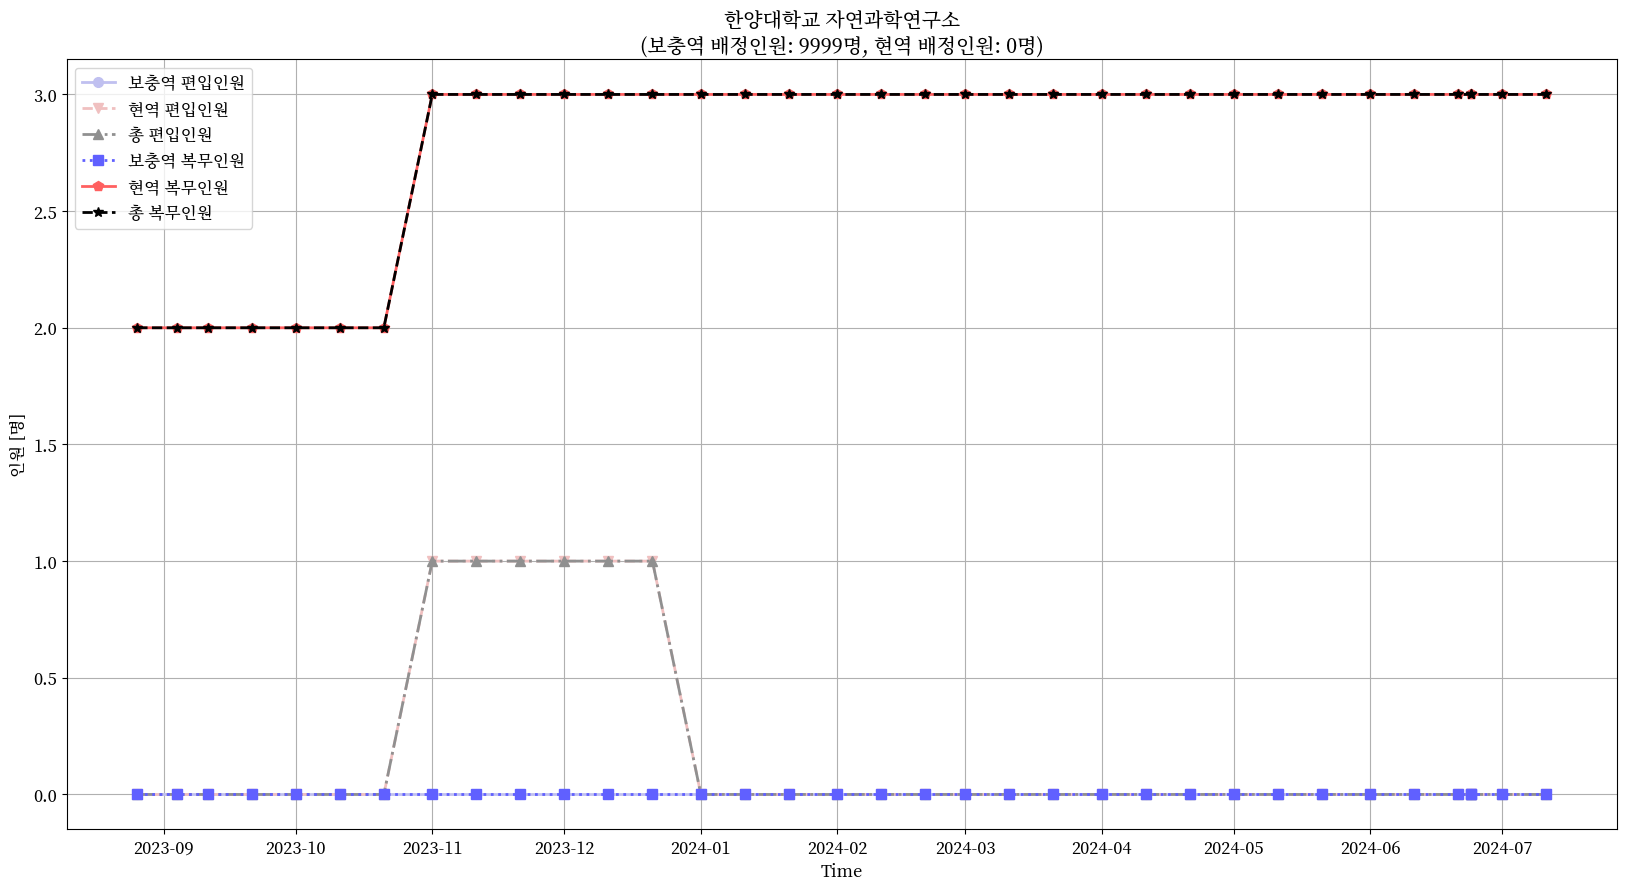 한양대학교 자연과학연구소
(보충역 배정인원: 9999명, 현역 배정인원: 0명)
보충역 편입인원
현역 편입인원
총 편입인원
보충역 복무인원
현역 복무인원
총 복무인원
3.0
2.5
2.0
1.5
1.0
0.5
0.0
인원 [명]
2023-09 2023-10 2023-11 2023-12 2024-01 2024-02 2024-03 2024-04 2024-05 2024-06 2024-07
Time